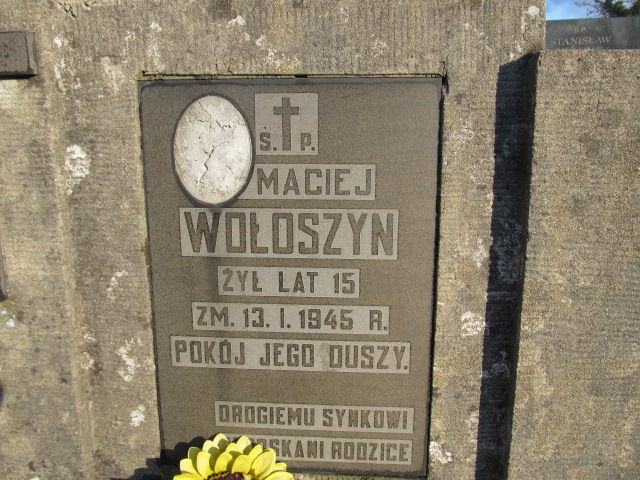 Ś.P.
STANISŁAW
Ś. P.
MACIEJ
WOŁOSZYN
ŻYŁ LAT 15
ZM. 13. I. 1945 R.
POKÓJ JEGO DUSZY.
DROGIEMU SYNKOWI
RODZICE